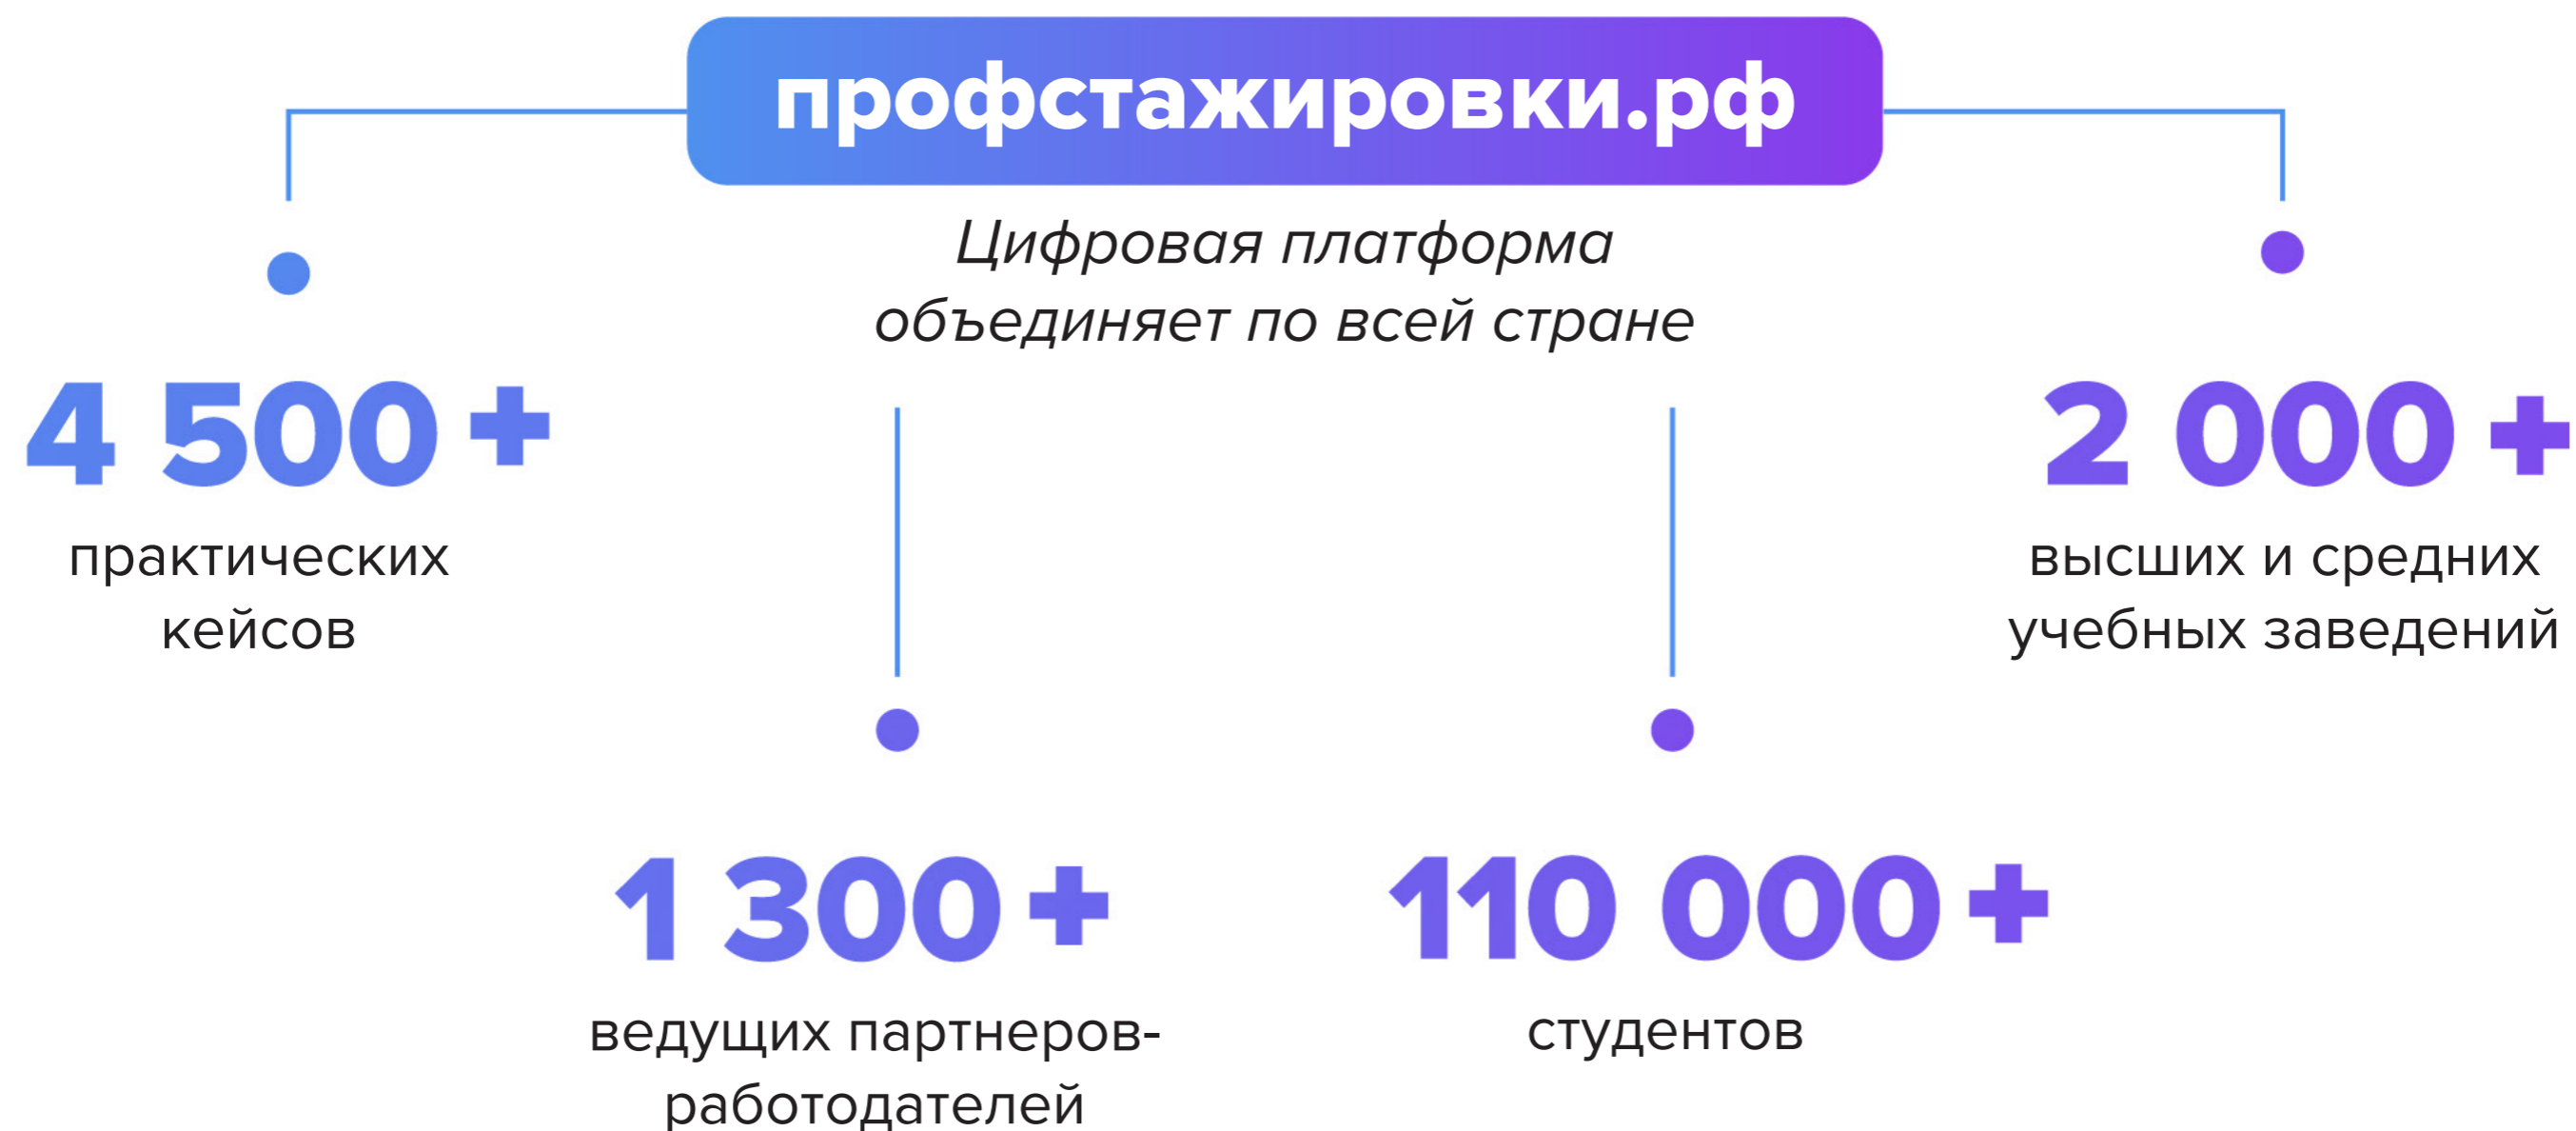 профстажировки.рф
Цифровая платформа
объединяет по всей стране
4 500 +
практических
кейсов
1 300 +
ведущих партнеров-
работодателей
110 000 +
студентов
2 000 +
высших и средних
учебных заведений